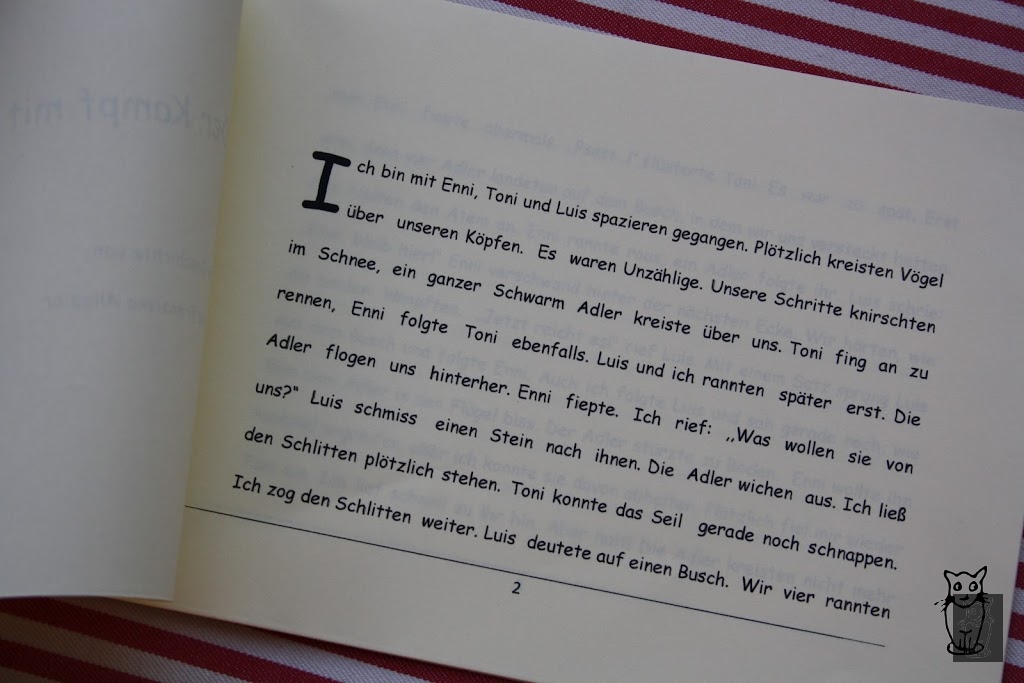 Ich bin mit Enni, Toni und Luis spazieren gegangen. Plötzlich kreisten Vögel
über unseren Köpfen. Es waren Unzählige. Unsere Schritte knirschten
im Schnee, ein ganzer Schwarm Adler kreiste über uns. Toni fing an zu
rennen, Enni folgte Toni ebenfalls. Luis und ich rannten später erst. Die
Adler flogen uns hinterher. Enni fiepte. Ich rief: ,,Was wollen sie von
uns?" Luis schmiss einen Stein nach ihnen. Die Adler wichen aus. Ich ließ
den Schlitten plötzlich stehen. Toni konnte das Seil gerade noch schnappen.
Ich zog den Schlitten weiter. Luis deutete auf einen Busch. Wir vier rannten
2